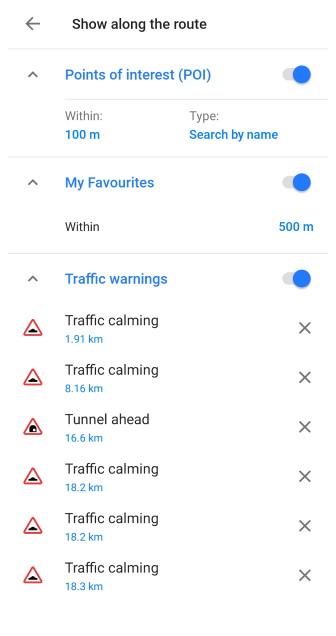 Show along the route
Points of interest (POI)
Within: Type:
100 m Search by name
My Favourites
Within 500 m
Traffic warnings
Traffic calming
1.91 km
Traffic calming
8.16 km
Tunnel ahead
16.6 km
Traffic calming
18.2 km
Traffic calming
18.2 km
Traffic calming
18.3 km